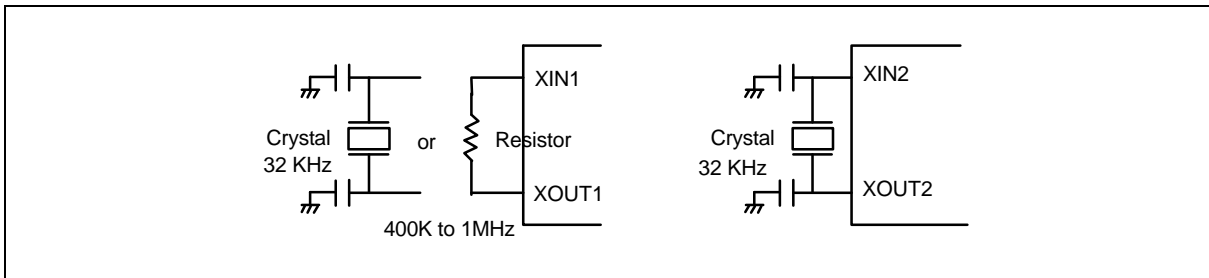 XIN1
Crystal
32 KHz
or
Resistor
XOUT1
400K to 1MHz
XIN2
Crystal
32 KHz
XOUT2